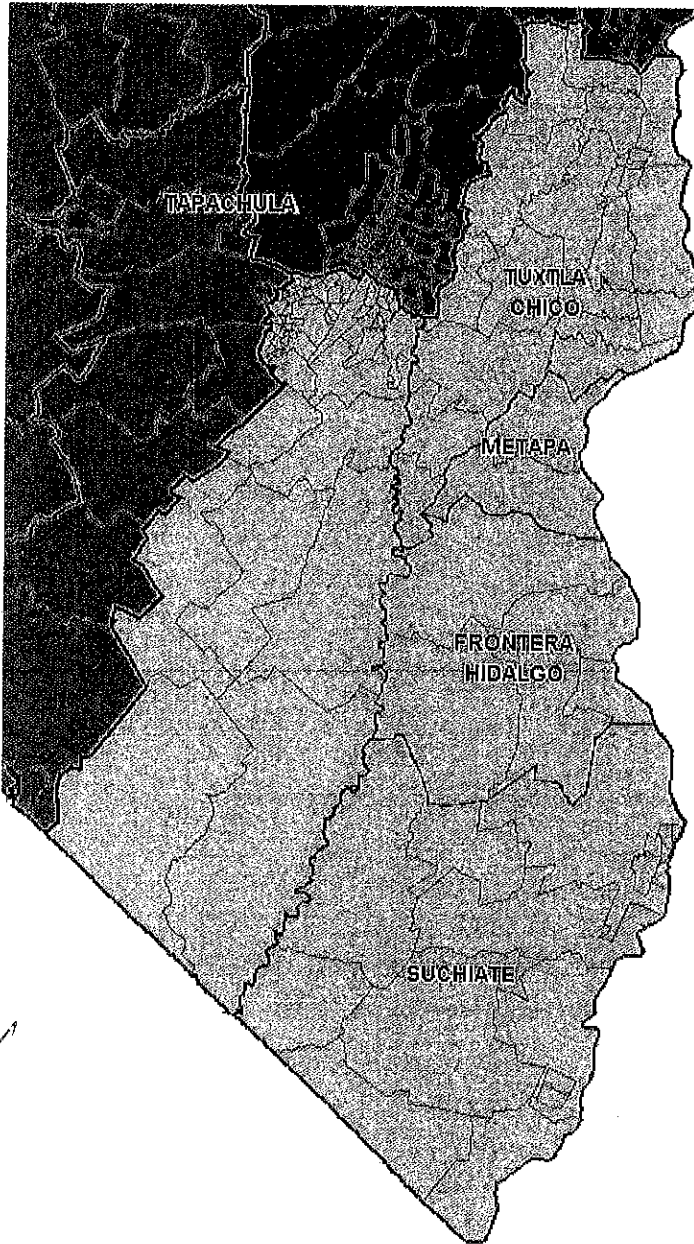 TAPACHULA
TUXTLA
CHICO
METAPA
FRONTERA
HIDALGO
SUCHIATE